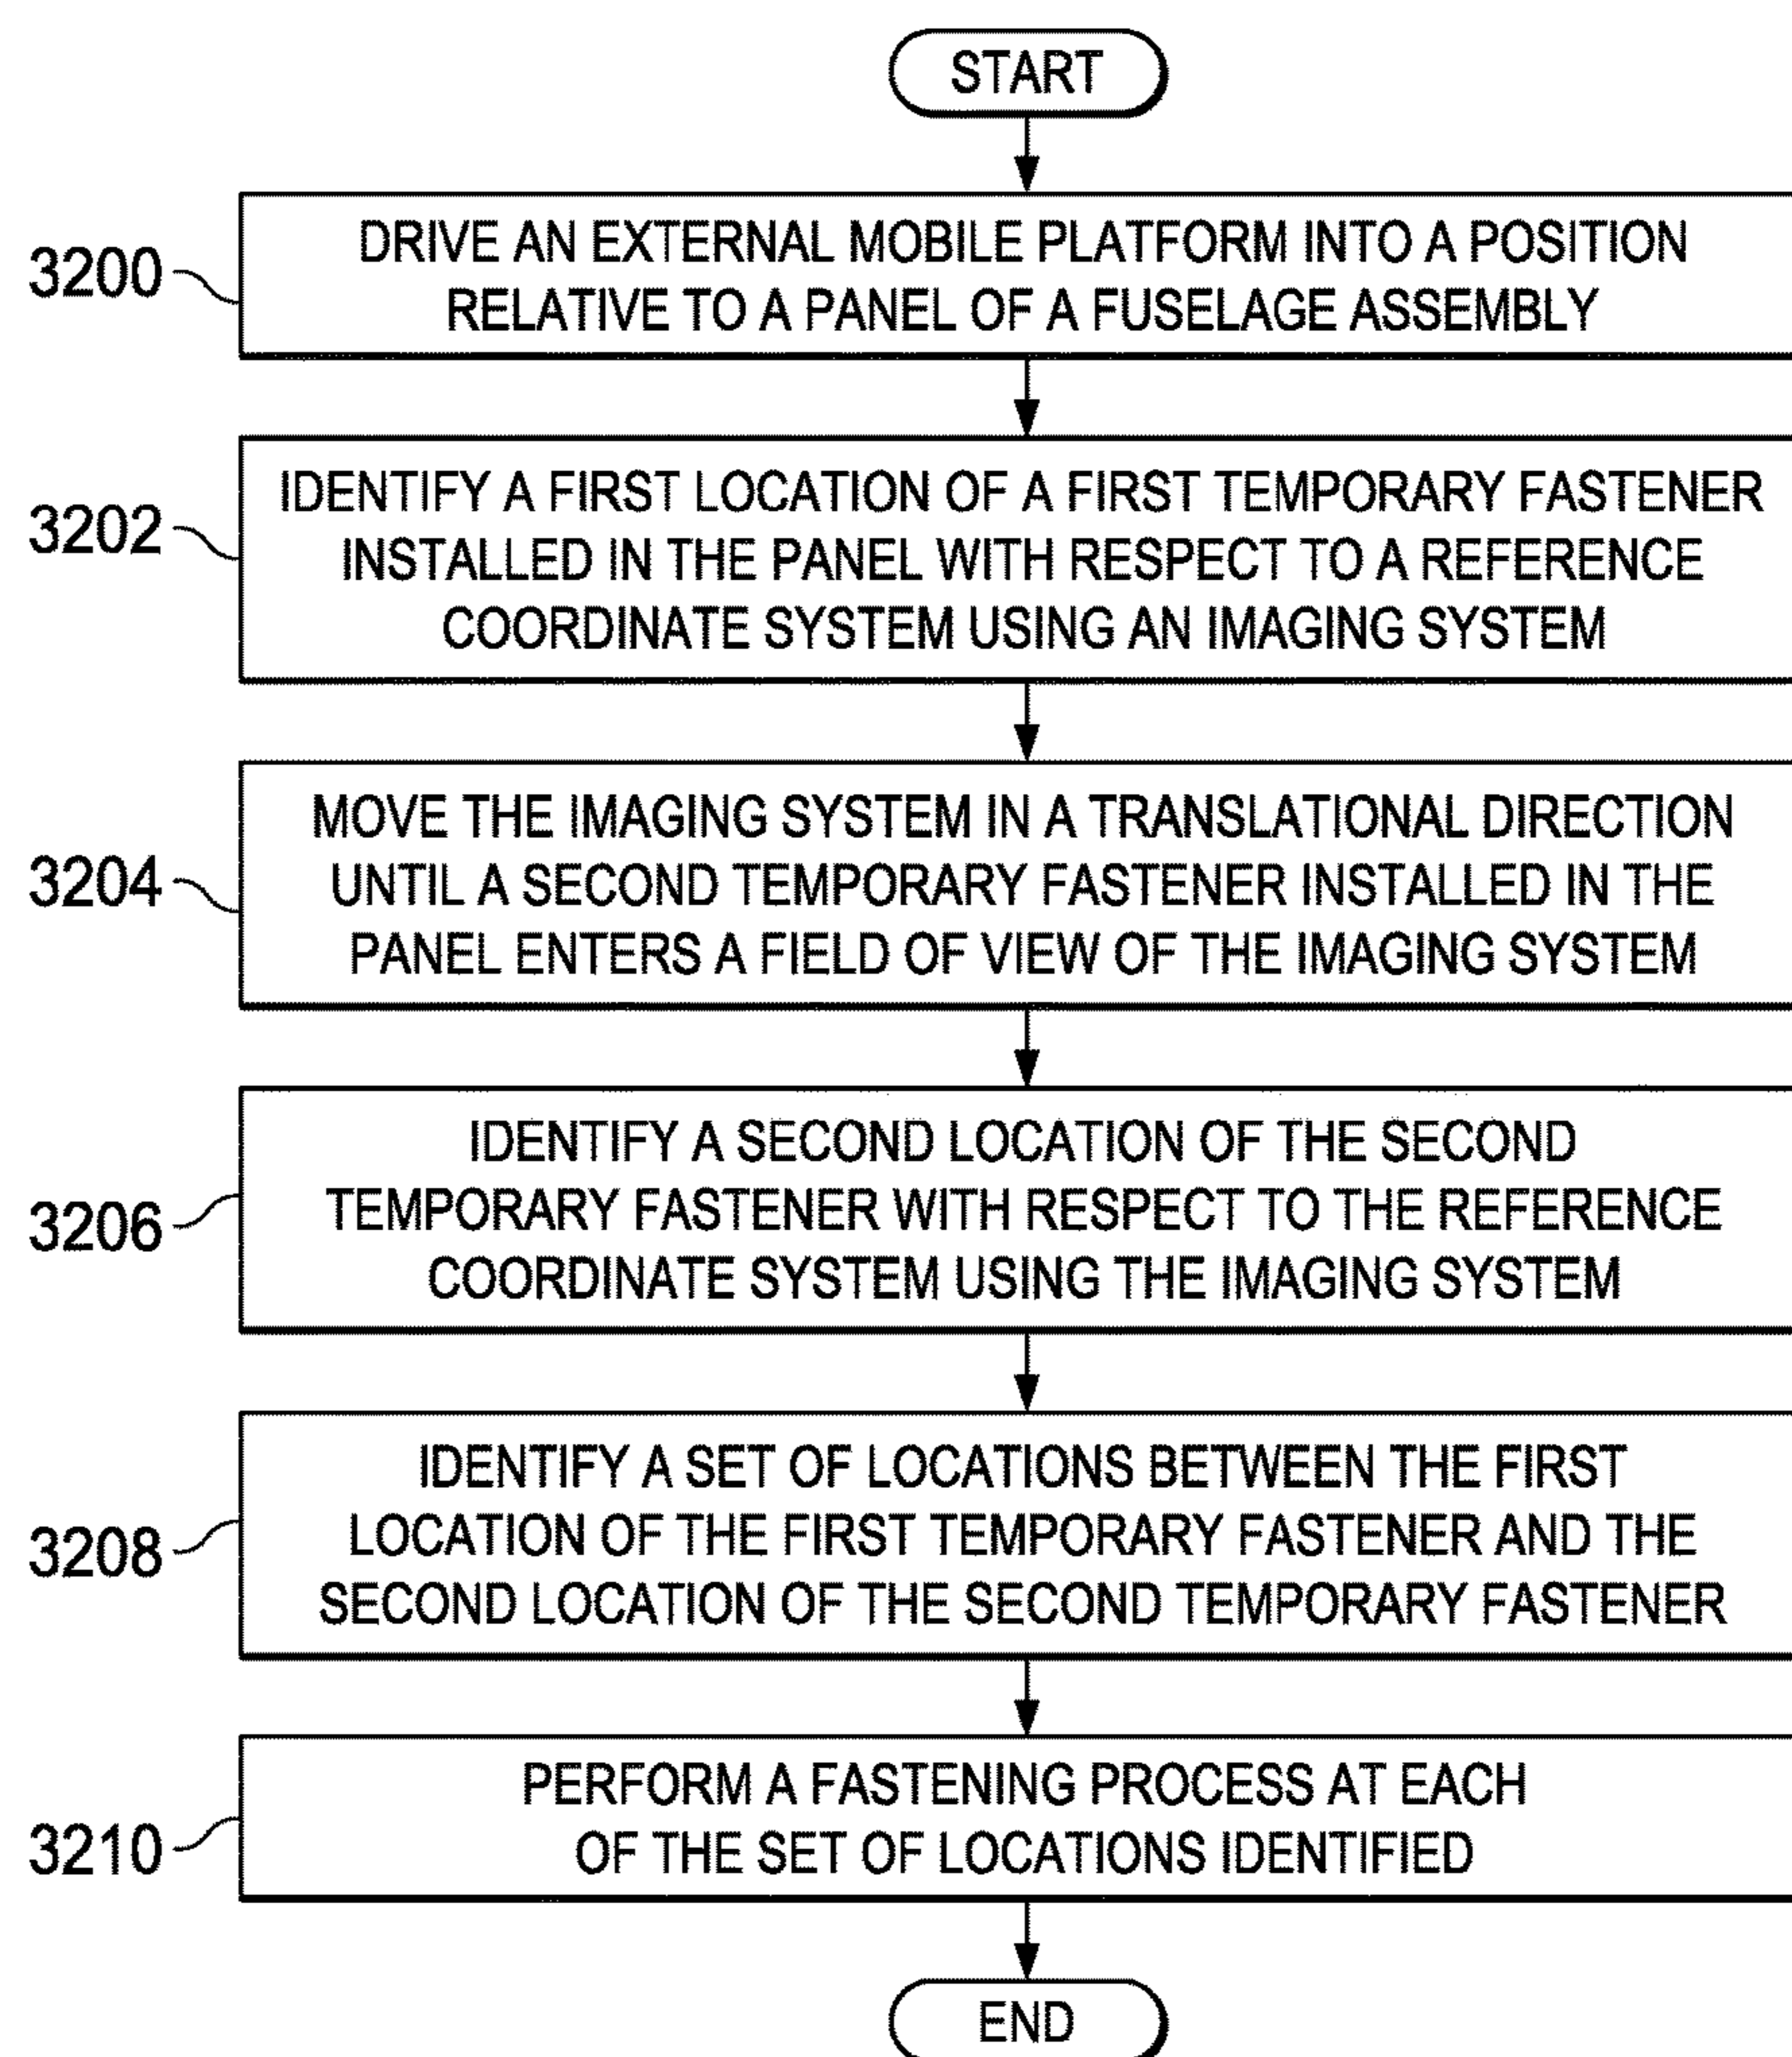 START
3200
DRIVE AN EXTERNAL MOBILE PLATFORM INTO A POSITION
RELATIVE TO A PANEL OF A FUSELAGE ASSEMBLY
3202
IDENTIFY A FIRST LOCATION OF A FIRST TEMPORARY FASTENER
INSTALLED IN THE PANEL WITH RESPECT TO A REFERENCE
COORDINATE SYSTEM USING AN IMAGING SYSTEM
3204
MOVE THE IMAGING SYSTEM IN A TRANSLATIONAL DIRECTION
UNTIL A SECOND TEMPORARY FASTENER INSTALLED IN THE
PANEL ENTERS A FIELD OF VIEW OF THE IMAGING SYSTEM
3206
IDENTIFY A SECOND LOCATION OF THE SECOND
TEMPORARY FASTENER WITH RESPECT TO THE REFERENCE
COORDINATE SYSTEM USING THE IMAGING SYSTEM
3208
IDENTIFY A SET OF LOCATIONS BETWEEN THE FIRST
LOCATION OF THE FIRST TEMPORARY FASTENER AND THE
SECOND LOCATION OF THE SECOND TEMPORARY FASTENER
3210
PERFORM A FASTENING PROCESS AT EACH
OF THE SET OF LOCATIONS IDENTIFIED
END